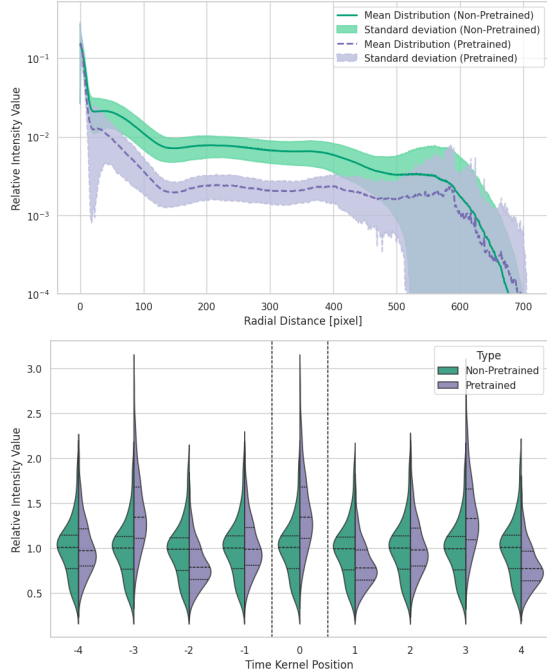 Mean Distribution (Non-Pretrained)
Standard deviation (Non-Pretrained)
Mean Distribution (Pretrained)
Standard deviation (Pretrained)
Relative Intensity Value
10⁻¹
10⁻²
10⁻³
10⁻⁴
0 100 200 300 400 500 600 700
Radial Distance [pixel]
Type
Non-Pretrained
Pretrained
Relative Intensity Value
3.0
2.5
2.0
1.5
1.0
0.5
-4 -3 -2 -1 0 1 2 3 4
Time Kernel Position